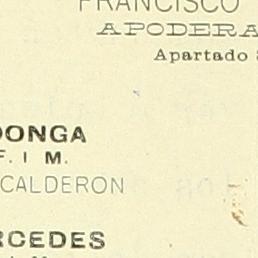 FRANCISCO
APODERA
Apartado
DONGA
F. I M.
CALDERON
RCEDES